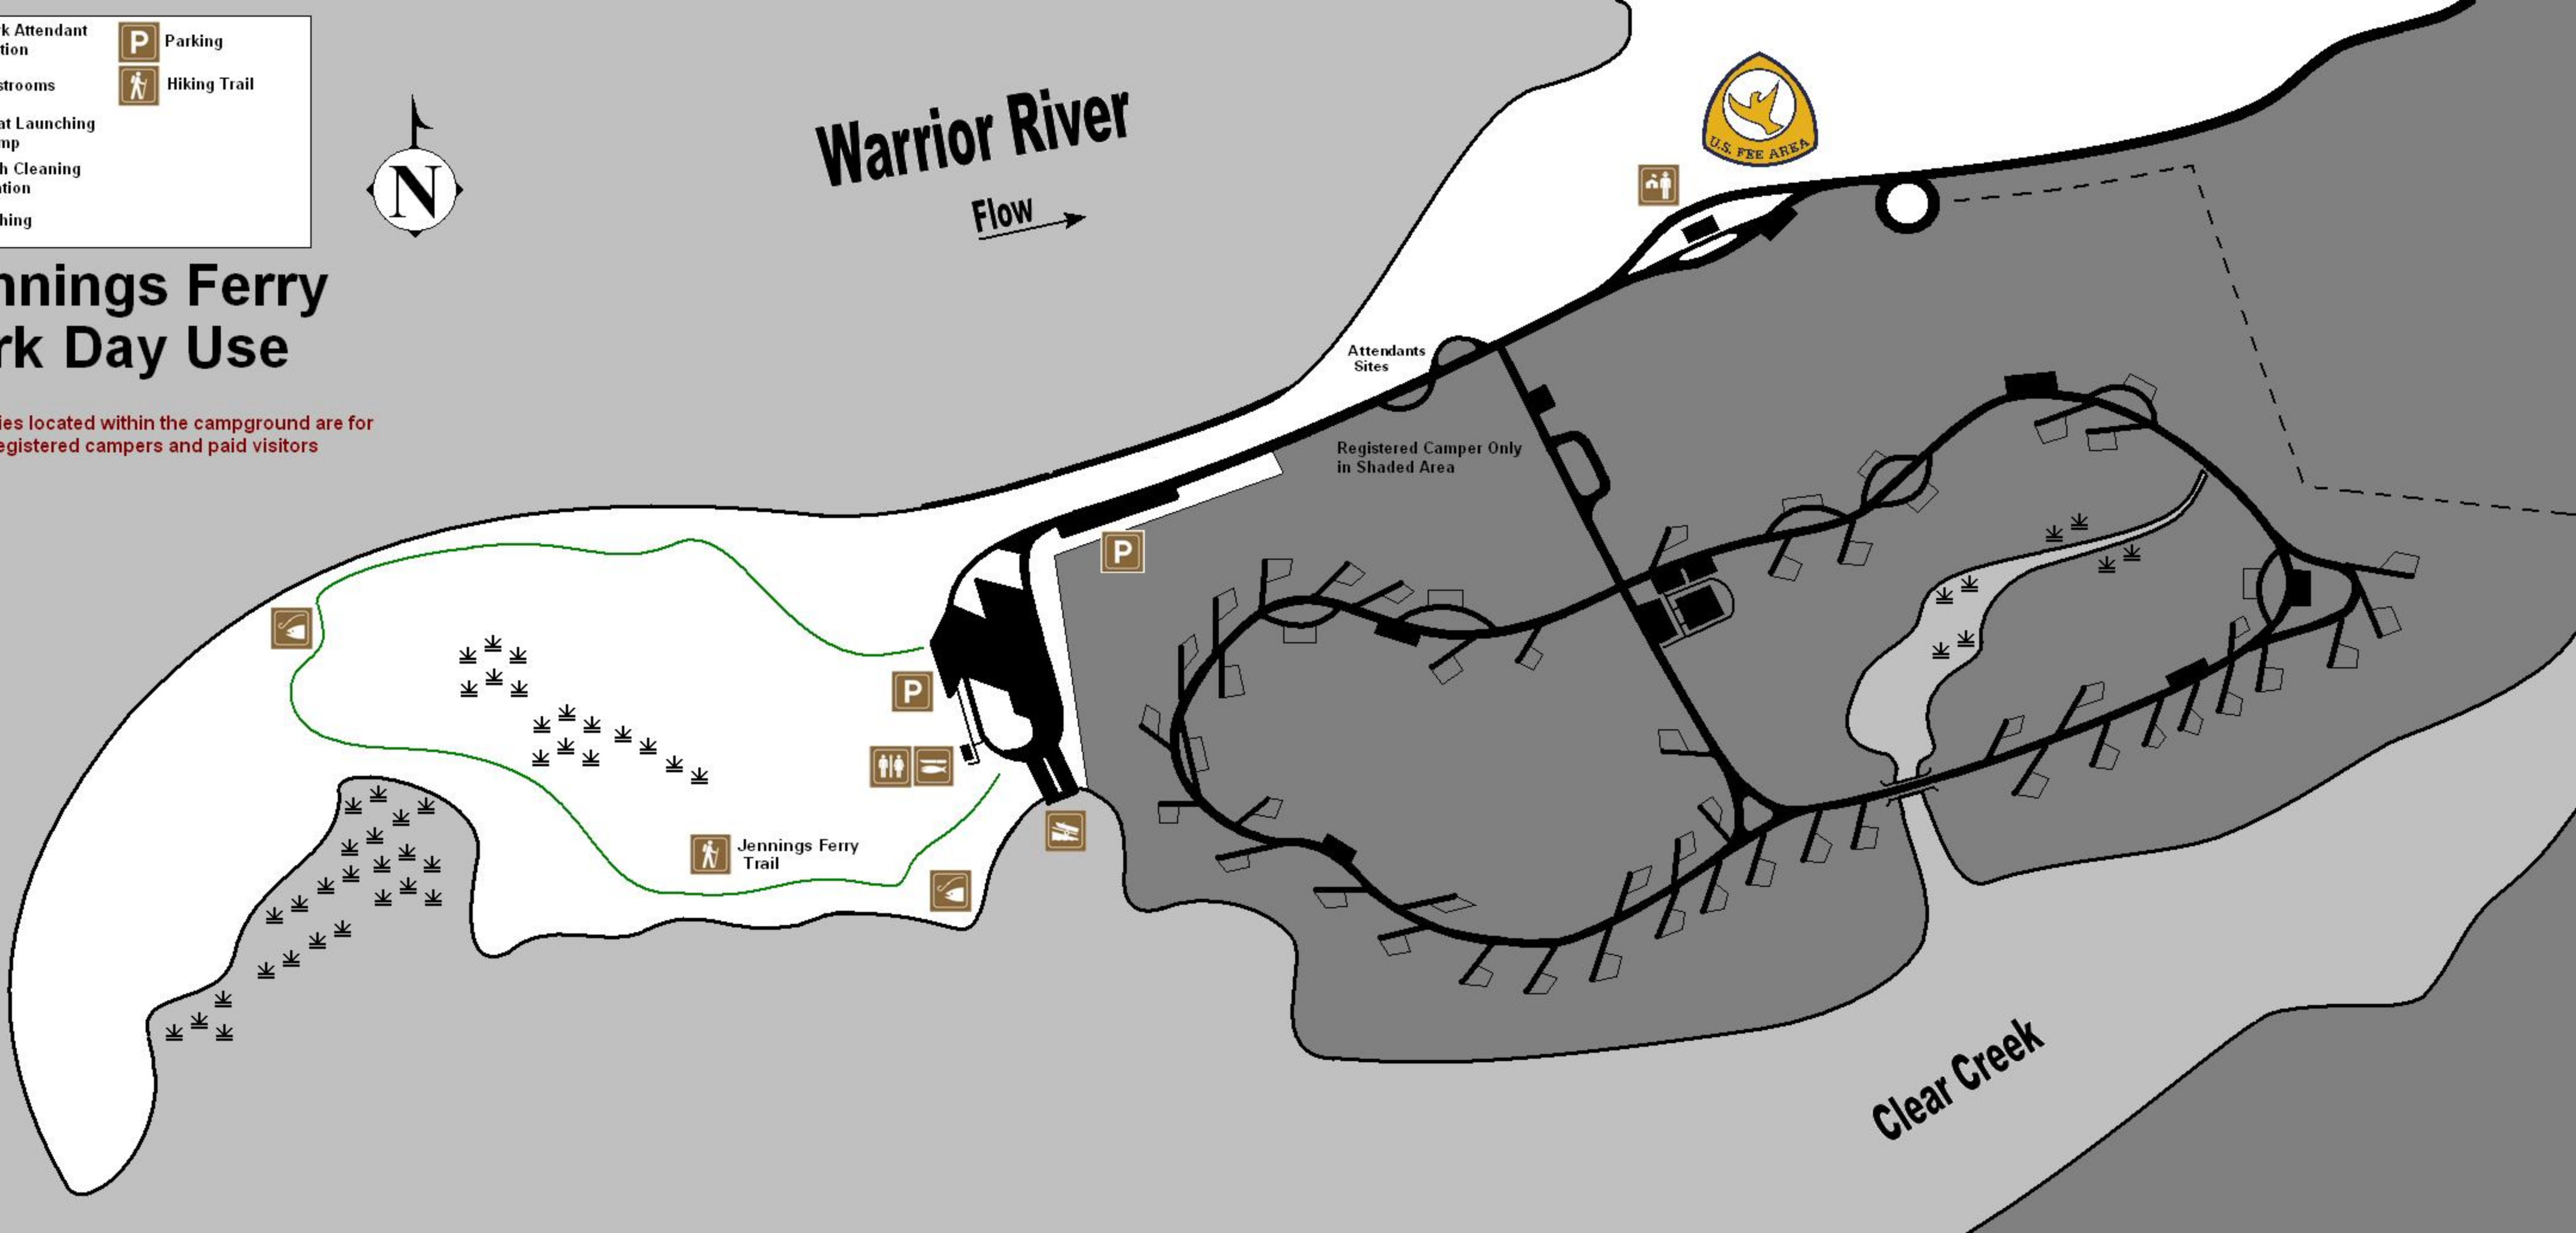 k Attendant
tion
strooms
at Launching
mp
h Cleaning
tion
hing
P Parking
Hiking Trail
N
nnings Ferry
rk Day Use
ies located within the campground are for
egistered campers and paid visitors
Warrior River
Flow
U.S. FEE AREA
Attendants
Sites
Registered Camper Only
in Shaded Area
P
P
Jennings Ferry
Trail
Clear Creek